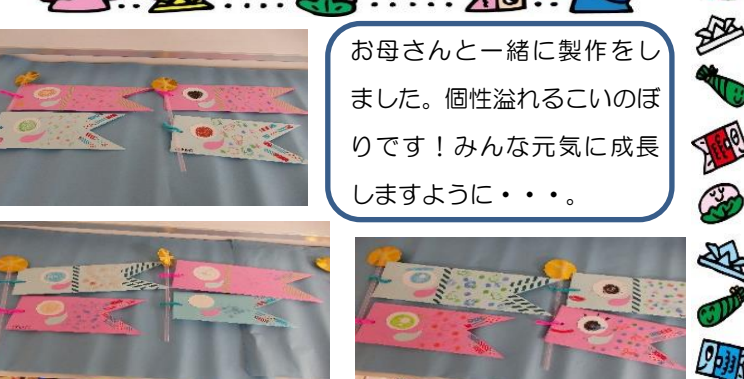 お母さんと一緒に製作をし
ました。個性溢れるこいのぼ
りです！みんな元気に成長
しますように・・・。